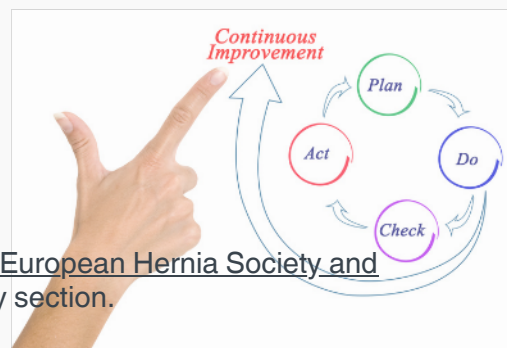 Continuous
Improvement
Plan
Act
Do
Check
European Hernia Society and
section.